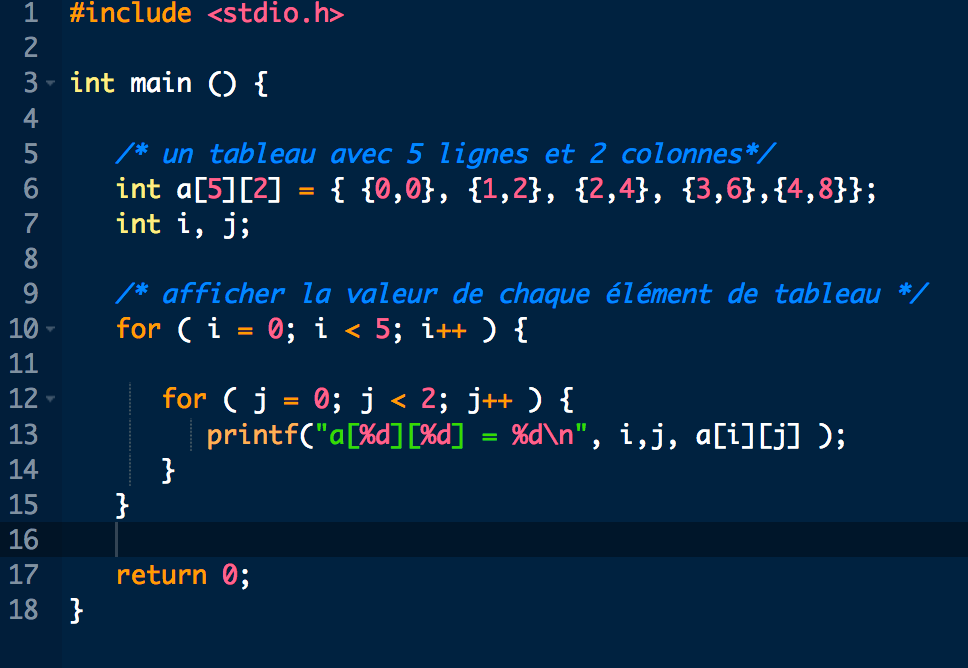 1 #include <stdio.h>
2
3 int main () {
4
5 /* un tableau avec 5 lignes et 2 colonnes*/
6 int a[5][2] = { {0,0}, {1,2}, {2,4}, {3,6},{4,8}};
7 int i, j;
8
9 /* afficher la valeur de chaque élément de tableau */
10 for ( i = 0; i < 5; i++ ) {
11
12 for ( j = 0; j < 2; j++ ) {
13 printf("a[%d][%d] = %d\n", i,j, a[i][j] );
14 }
15 }
16
17 return 0;
18 }